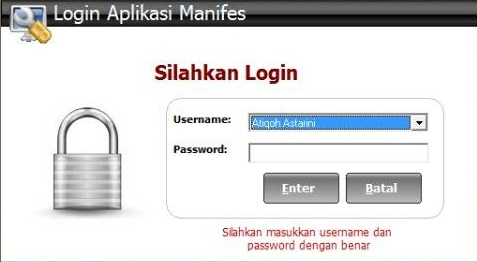 Login Aplikasi Manifes
Silahkan Login
Username: Atiqoh Astarini
Password:
Enter Batal
Silahkan masukkan username dan
password dengan benar